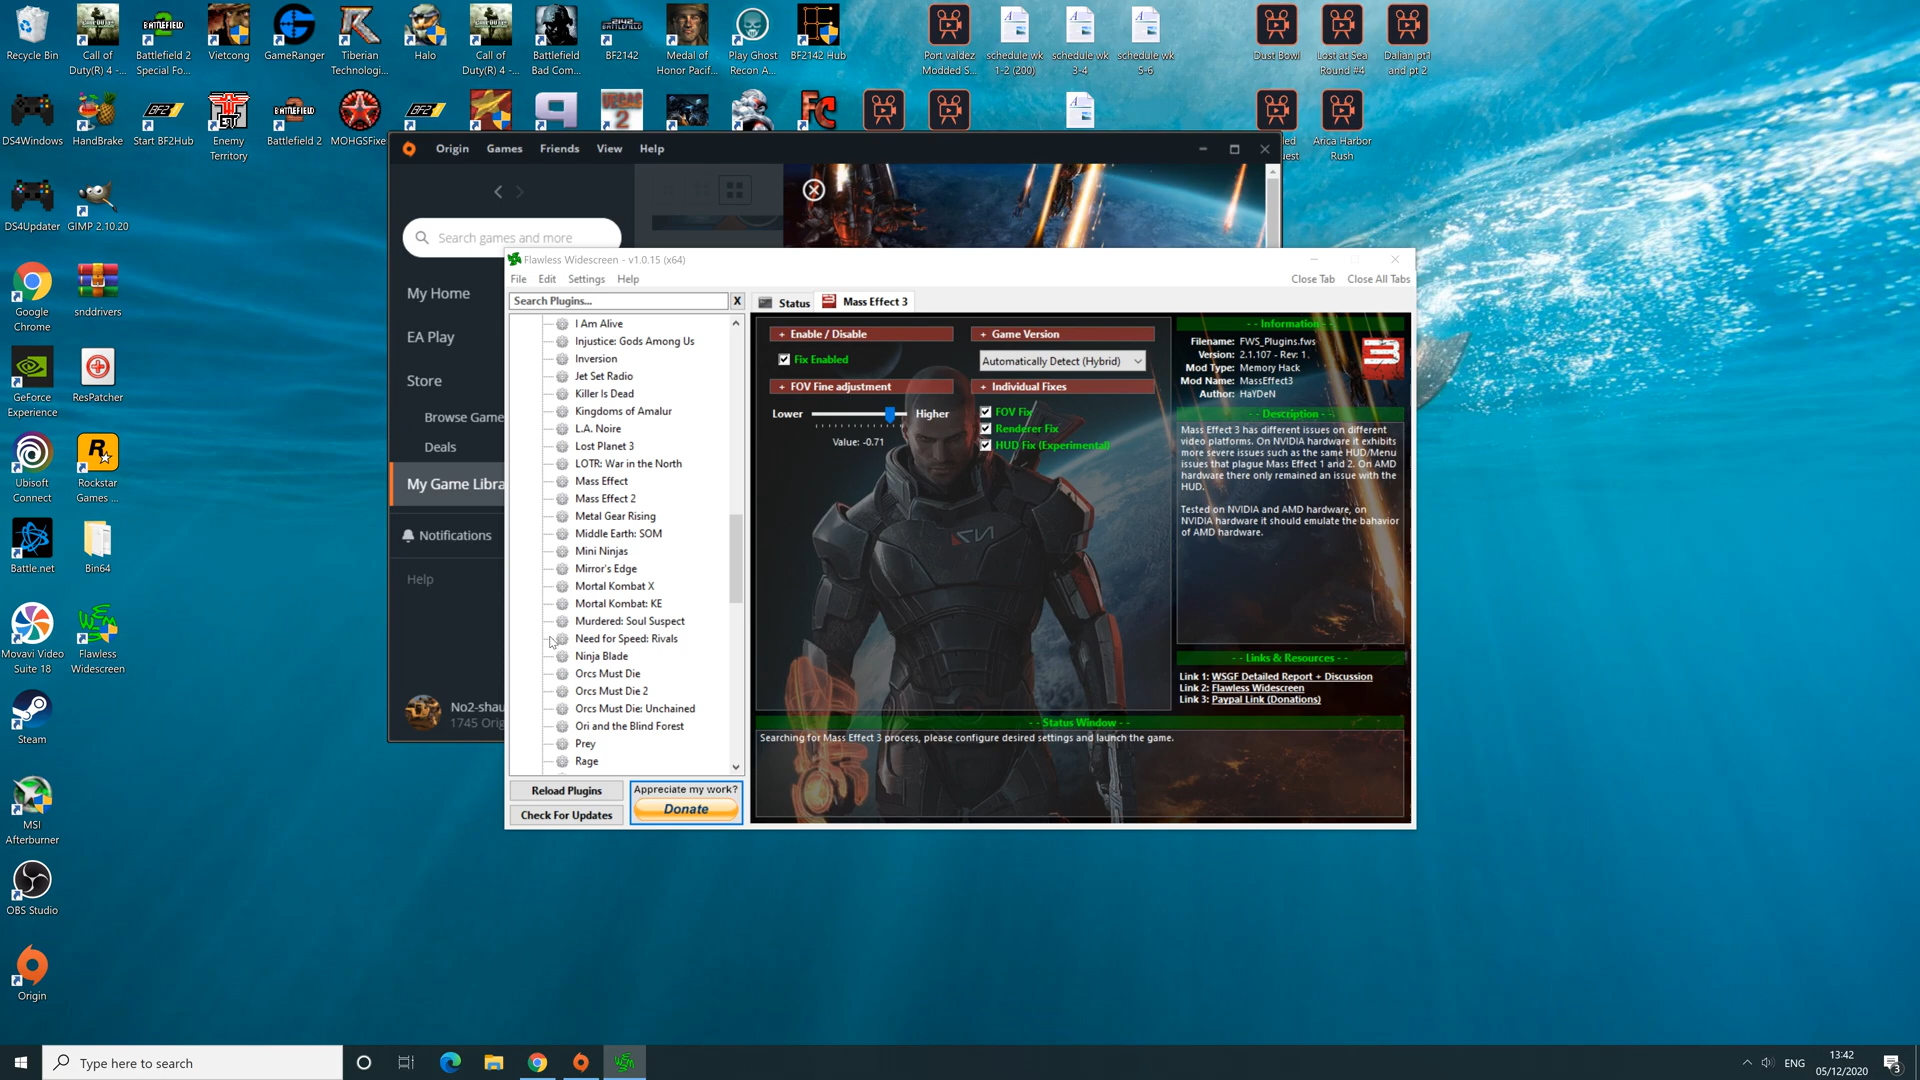 Recycle Bin
Call of
Duty(R) 4 -...
Battlefield 2
Special Fo...
Vietcong
GameRanger
Tiberian
Technologi...
Halo
Call of
Duty(R) 4 -...
Battlefield
Bad Com...
BF2142
Medal of
Honor Pacif...
Play Ghost
Recon A...
BF2142 Hub
Port valdez
Modded S...
schedule wk
1-2 (200)
schedule wk
3-4
schedule wk
5-6
Dust Bowl
Lost at Sea
Round #4
Dalian pt1
and pt 2
DS4Windows
HandBrake
Start BF2Hub
Enemy
Territory
Battlefield 2
MOHGSFixe
Arica Harbor
Rush
DS4Updater
GIMP 2.10.20
Google
Chrome
snddrivers
GeForce
Experience
ResPatcher
Ubisoft
Connect
Rockstar
Games ...
Battle.net
Bin64
Movavi Video
Suite 18
Flawless
Widescreen
Steam
MSI
Afterburner
OBS Studio
Origin
Origin Games Friends View Help
Search games and more
My Home
EA Play
Store
Browse Game
Deals
My Game Libra
Notifications
Help
No2-shau
1745 Orig
Flawless Widescreen - v1.0.15 (x64)
File Edit Settings Help
Close Tab Close All Tabs
Search Plugins...
X
Status
Mass Effect 3
I Am Alive
Injustice: Gods Among Us
Inversion
Jet Set Radio
Killer Is Dead
Kingdoms of Amalur
L.A. Noire
Lost Planet 3
LOTR: War in the North
Mass Effect
Mass Effect 2
Metal Gear Rising
Middle Earth: SOM
Mini Ninjas
Mirror's Edge
Mortal Kombat X
Mortal Kombat: KE
Murdered: Soul Suspect
Need for Speed: Rivals
Ninja Blade
Orcs Must Die
Orcs Must Die 2
Orcs Must Die: Unchained
Ori and the Blind Forest
Prey
Rage
Reload Plugins
Check For Updates
Appreciate my work?
Donate
+ Enable / Disable
Fix Enabled
+ FOV Fine adjustment
Lower
Higher
Value: -0.71
+ Game Version
Automatically Detect (Hybrid)
+ Individual Fixes
FOV Fix
Renderer Fix
HUD Fix (Experimental)
- - Information - -
Filename: FWS_Plugins.fws
Version: 2.1.107 - Rev: 1.
Mod Type: Memory Hack
Mod Name: MassEffect3
Author: HaYDeN
- - Description - -
Mass Effect 3 has different issues on different
video platforms. On NVIDIA hardware it exhibits
more severe issues such as the same HUD/Menu
issues that plague Mass Effect 1 and 2. On AMD
hardware there only remained an issue with the
HUD.
Tested on NVIDIA and AMD hardware, on
NVIDIA hardware it should emulate the bahavior
of AMD hardware.
- - Links & Resources - -
Link 1: WSGF Detailed Report + Discussion
Link 2: Flawless Widescreen
Link 3: Paypal Link (Donations)
- - Status Window - -
Searching for Mass Effect 3 process, please configure desired settings and launch the game.
Type here to search
ENG
13:42
05/12/2020
3